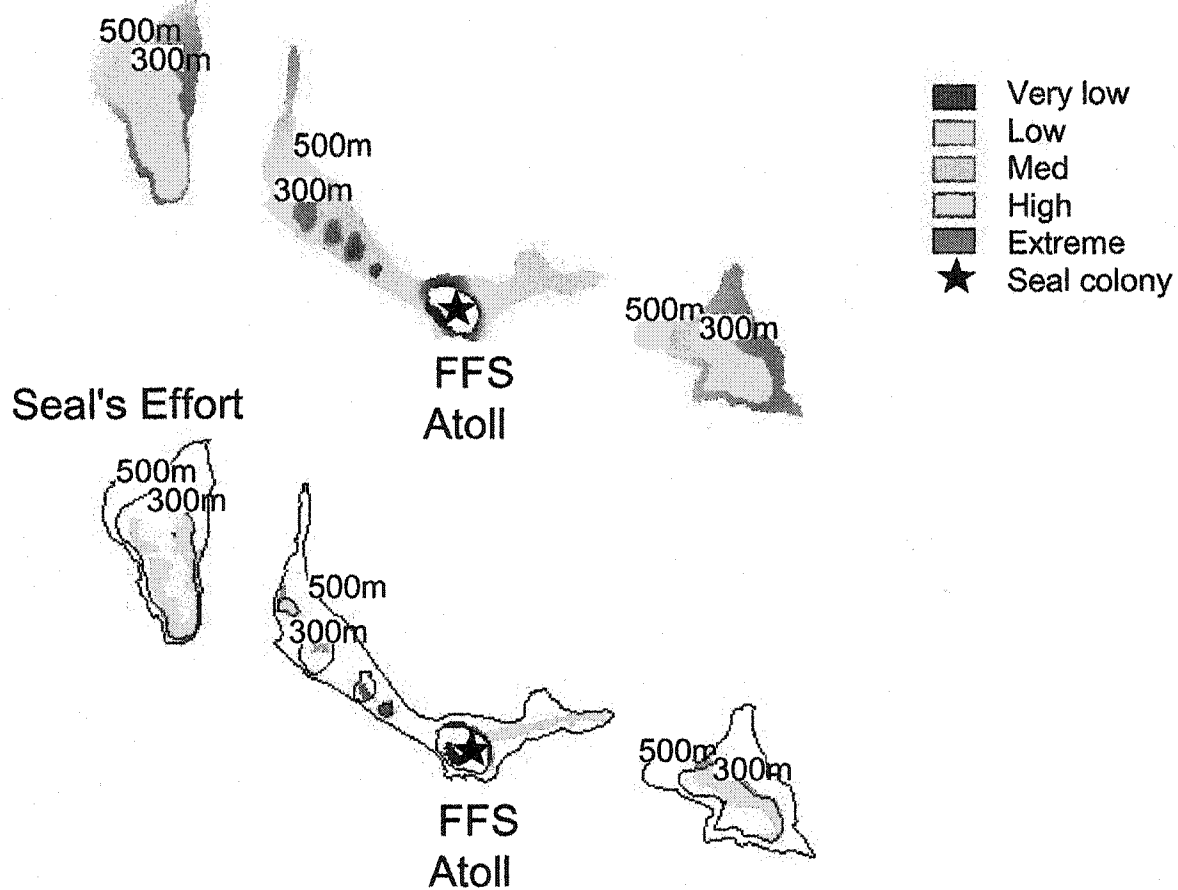 500m
300m
500m
300m
Very low
Low
Med
High
Extreme
Seal colony
500m
300m
FFS
Atoll
Seal's Effort
500m
300m
500m
300m
500m
300m
FFS
Atoll